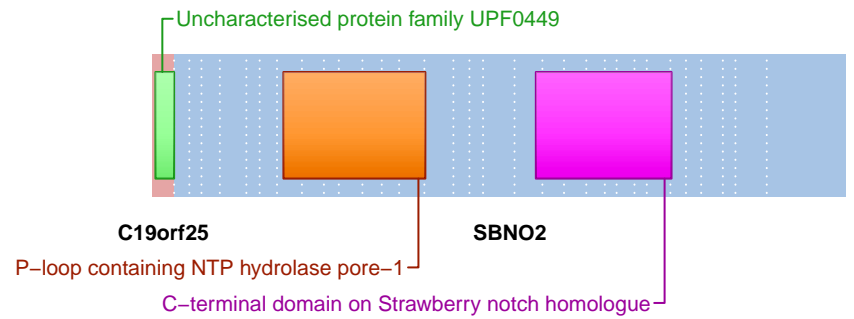 Uncharacterised protein family UPF0449
C19orf25 SBNO2
P−loop containing NTP hydrolase pore−1
C−terminal domain on Strawberry notch homologue